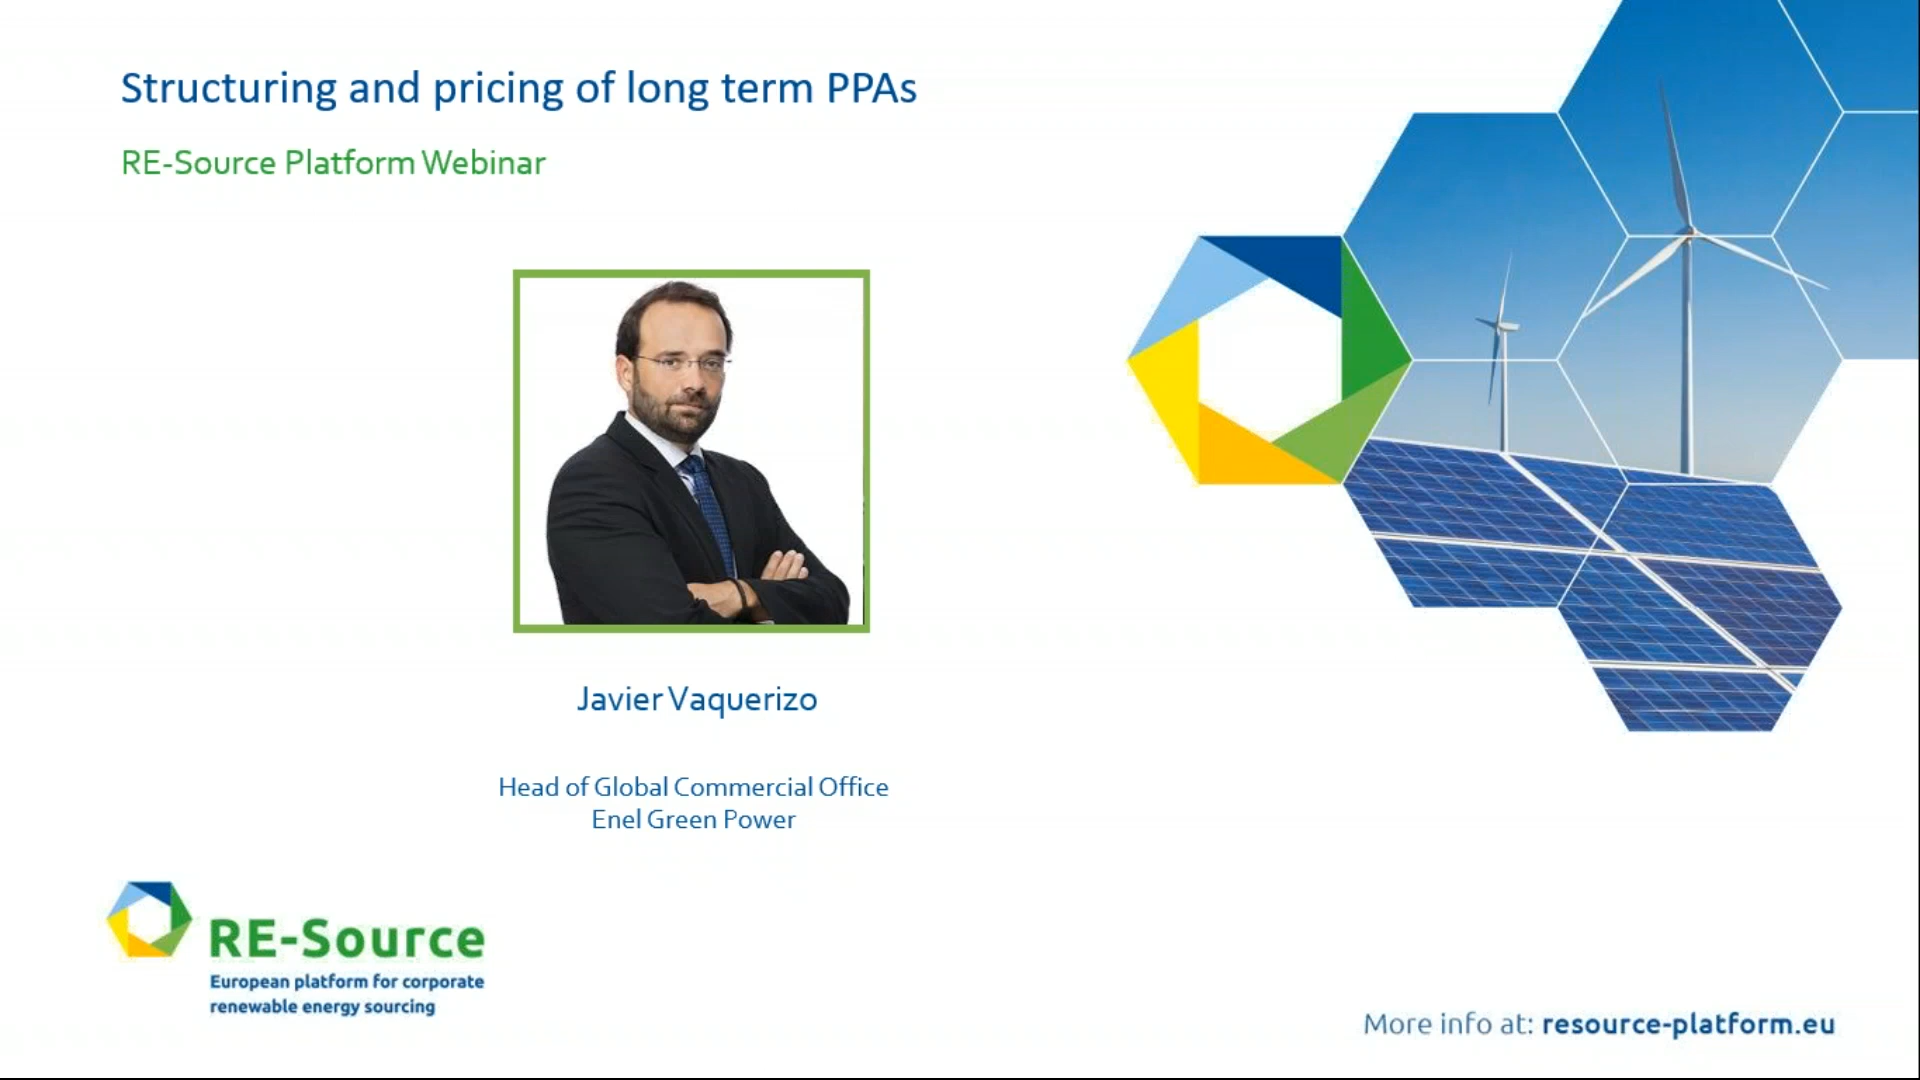 Structuring and pricing of long term PPAs
RE-Source Platform Webinar
Javier Vaquerizo
Head of Global Commercial Office
Enel Green Power
RE-Source
European platform for corporate
renewable energy sourcing
More info at: resource-platform.eu